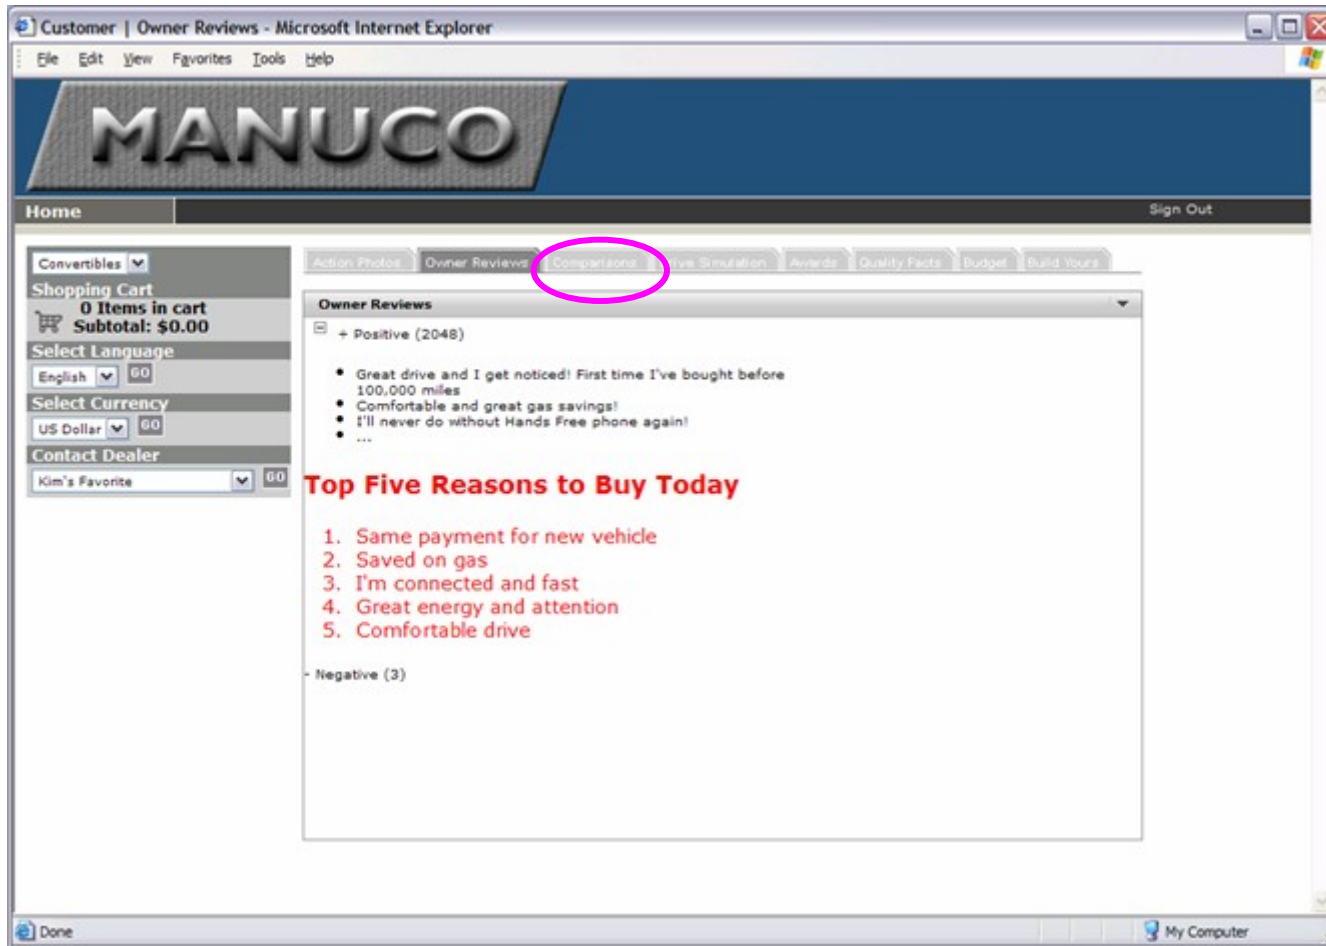 Customer | Owner Reviews - Microsoft Internet Explorer
File Edit View Favorites Tools Help
MANUCO
Home
Sign Out
Convertibles
Shopping Cart
0 Items in cart
Subtotal: $0.00
Select Language
English GO
Select Currency
US Dollar GO
Contact Dealer
Kim's Favorite GO
Action Photos Owner Reviews Comparisons Drive Simulation Awards Quality Facts Budget Build Yours
Owner Reviews
+ Positive (2048)
• Great drive and I get noticed! First time I've bought before
100,000 miles
• Comfortable and great gas savings!
• I'll never do without Hands Free phone again!
• ...
Top Five Reasons to Buy Today
1. Same payment for new vehicle
2. Saved on gas
3. I'm connected and fast
4. Great energy and attention
5. Comfortable drive
- Negative (3)
Done
My Computer